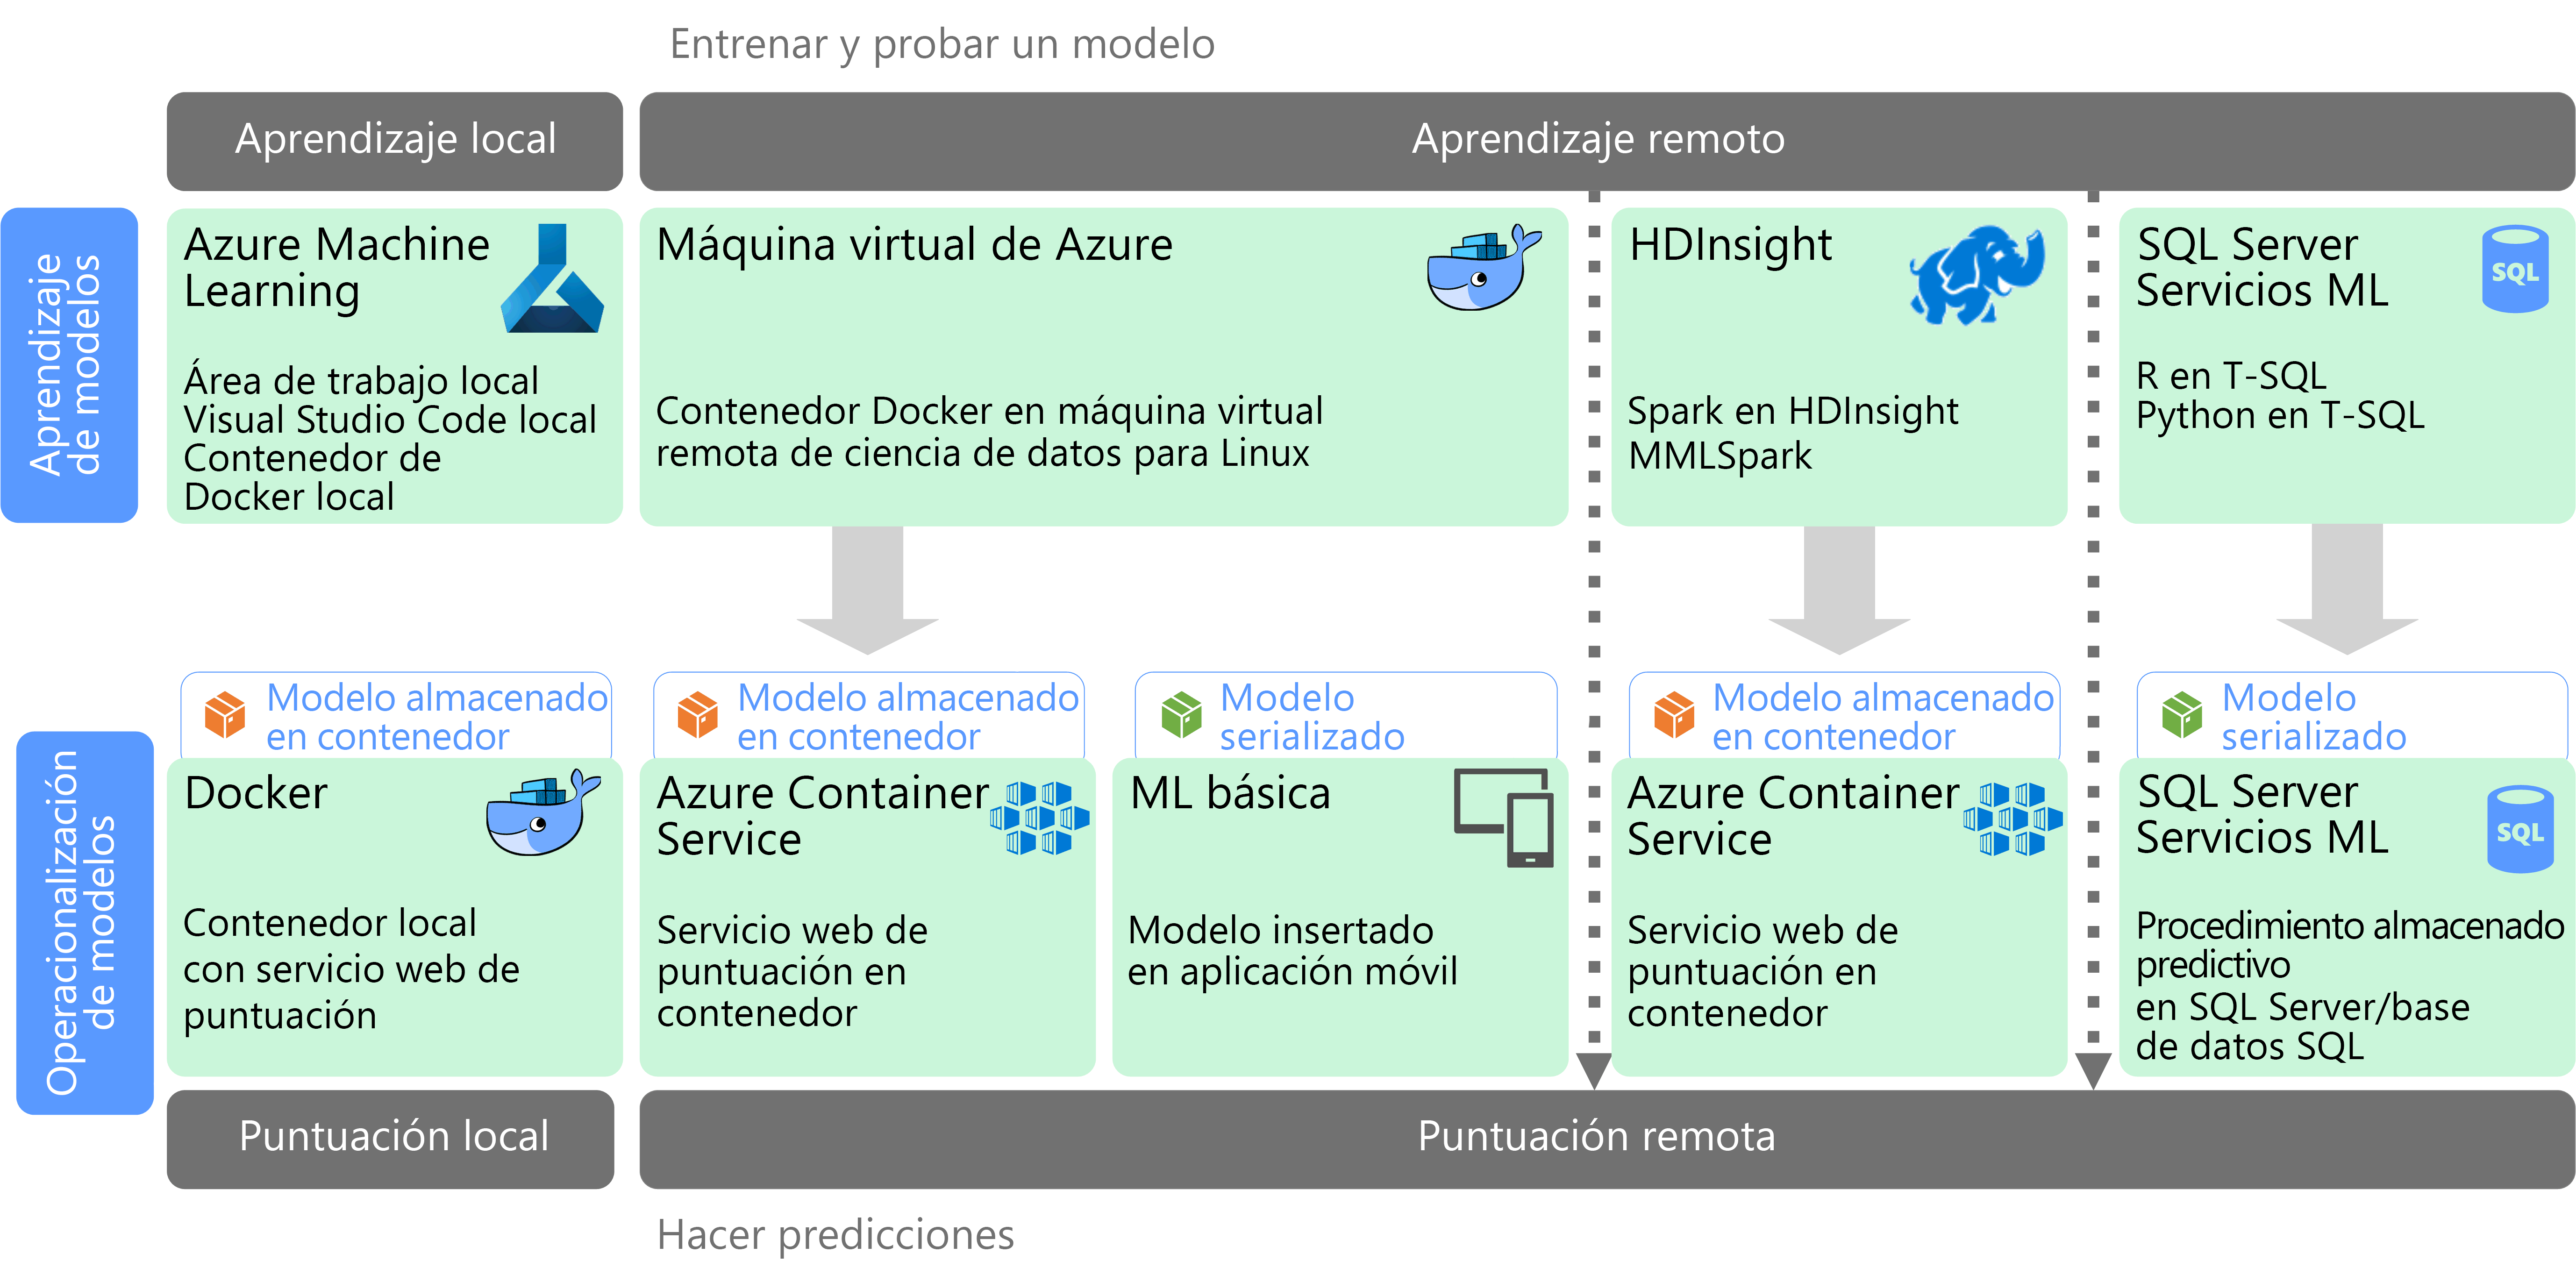 Entrenar y probar un modelo
Aprendizaje local
Aprendizaje remoto
Aprendizaje
de modelos
Azure Machine
Learning
Área de trabajo local
Visual Studio Code local
Contenedor de
Docker local
Máquina virtual de Azure
Contenedor Docker en máquina virtual
remota de ciencia de datos para Linux
HDInsight
Spark en HDInsight
MMLSpark
SQL Server
Servicios ML
SQL
R en T-SQL
Python en T-SQL
Operacionalización
de modelos
Modelo almacenado
en contenedor
Docker
Contenedor local
con servicio web de
puntuación
Modelo almacenado
en contenedor
Azure Container
Service
Servicio web de
puntuación en
contenedor
Modelo
serializado
ML básica
Modelo insertado
en aplicación móvil
Modelo almacenado
en contenedor
Azure Container
Service
Servicio web de
puntuación en
contenedor
Modelo
serializado
SQL Server
Servicios ML
SQL
Procedimiento almacenado
predictivo
en SQL Server/base
de datos SQL
Puntuación local
Puntuación remota
Hacer predicciones